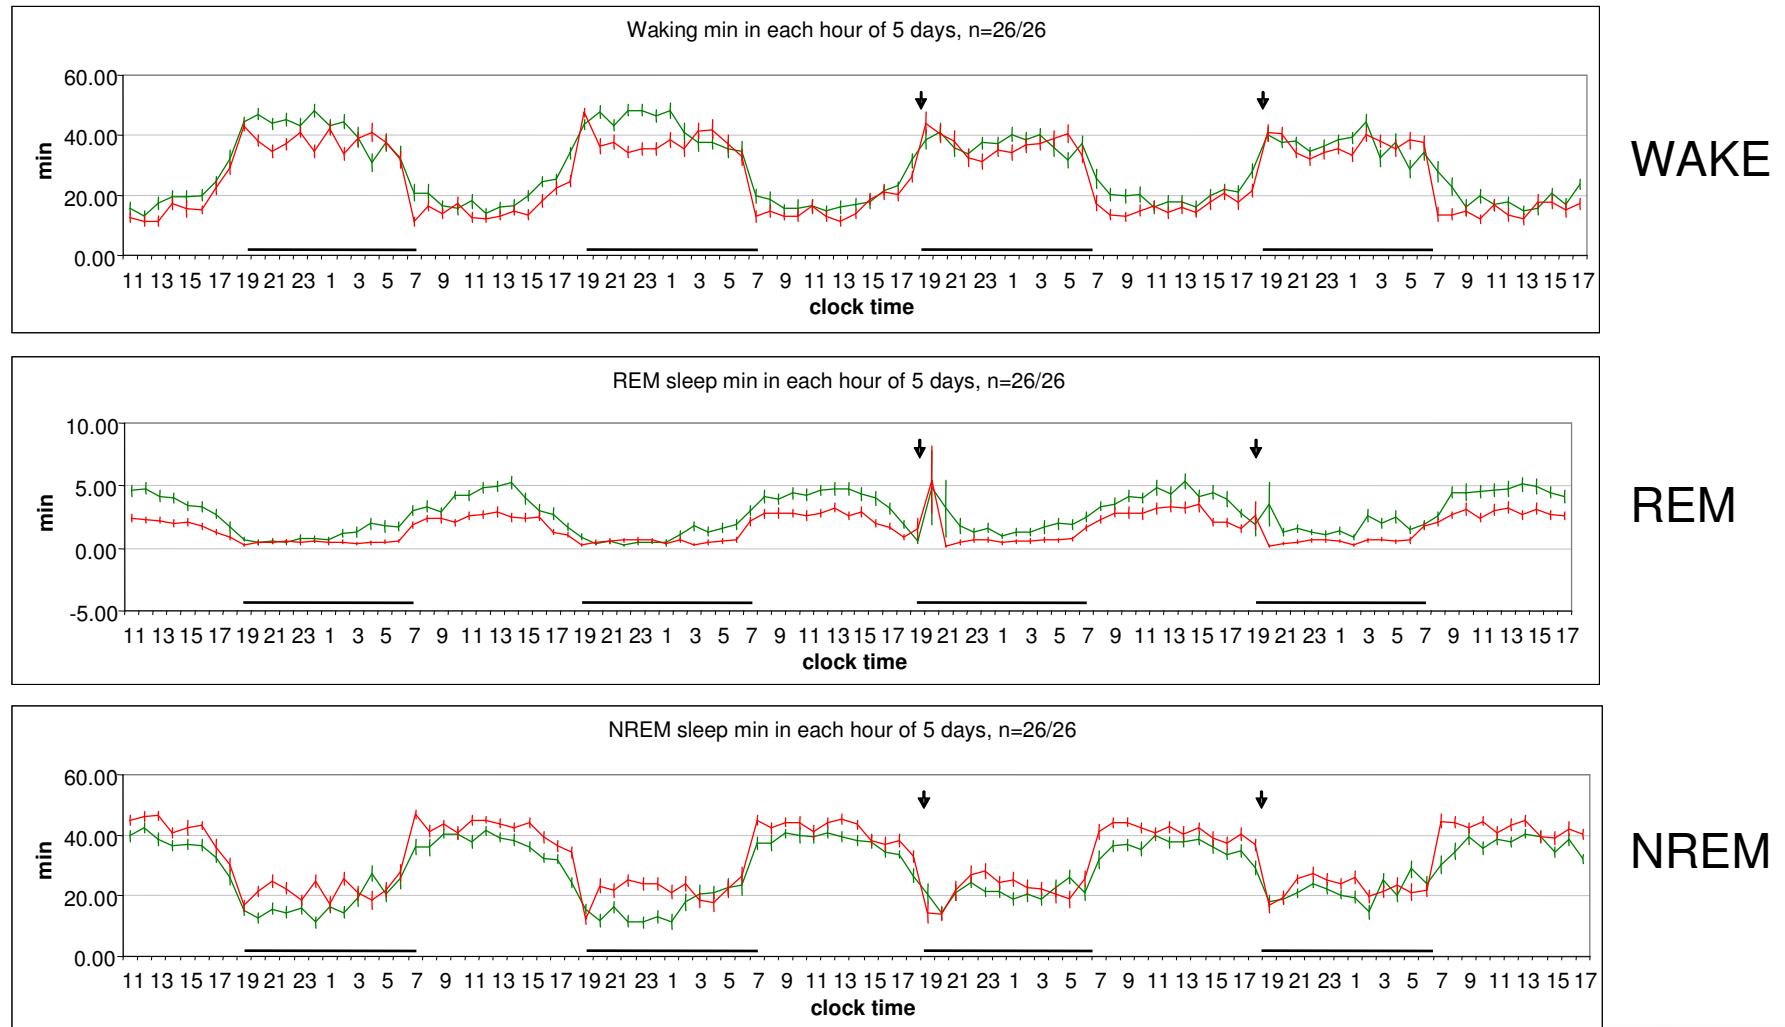 Waking min in each hour of 5 days, n=26/26
60.00
40.00
20.00
0.00
min
11 13 15 17 19 21 23 1 3 5 7 9 11 13 15 17 19 21 23 1 3 5 7 9 11 13 15 17 19 21 23 1 3 5 7 9 11 13 15 17 19 21 23 1 3 5 7 9 11 13 15 17
clock time
WAKE
REM sleep min in each hour of 5 days, n=26/26
10.00
5.00
0.00
-5.00
min
11 13 15 17 19 21 23 1 3 5 7 9 11 13 15 17 19 21 23 1 3 5 7 9 11 13 15 17 19 21 23 1 3 5 7 9 11 13 15 17 19 21 23 1 3 5 7 9 11 13 15 17
clock time
REM
NREM sleep min in each hour of 5 days, n=26/26
60.00
40.00
20.00
0.00
min
11 13 15 17 19 21 23 1 3 5 7 9 11 13 15 17 19 21 23 1 3 5 7 9 11 13 15 17 19 21 23 1 3 5 7 9 11 13 15 17 19 21 23 1 3 5 7 9 11 13 15 17
clock time
NREM